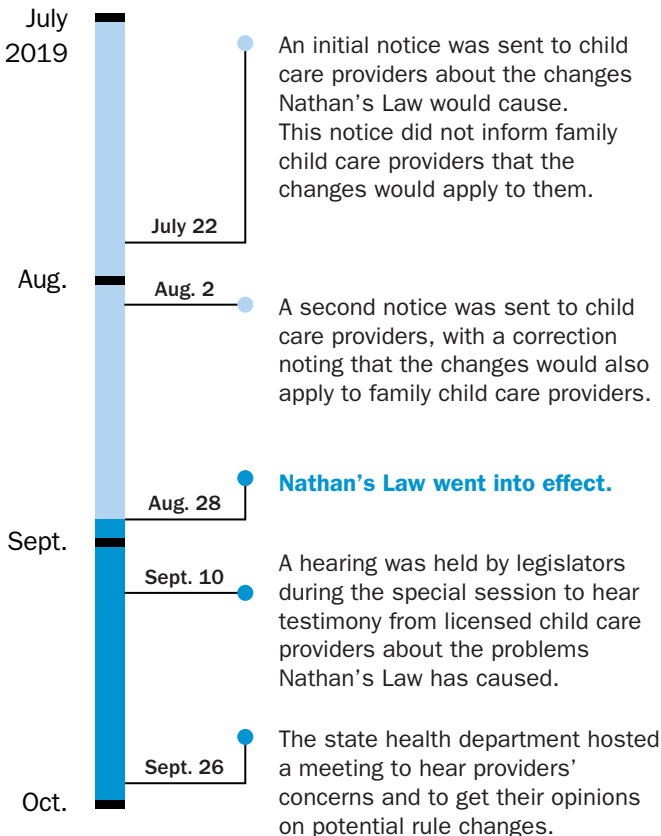 July
2019
An initial notice was sent to child
care providers about the changes
Nathan's Law would cause.
This notice did not inform family
child care providers that the
changes would apply to them.
July 22
Aug.
Aug. 2
A second notice was sent to child
care providers, with a correction
noting that the changes would also
apply to family child care providers.
Nathan's Law went into effect.
Aug. 28
Sept.
Sept. 10
A hearing was held by legislators
during the special session to hear
testimony from licensed child care
providers about the problems
Nathan's Law has caused.
Sept. 26
The state health department hosted
a meeting to hear providers'
concerns and to get their opinions
on potential rule changes.
Oct.